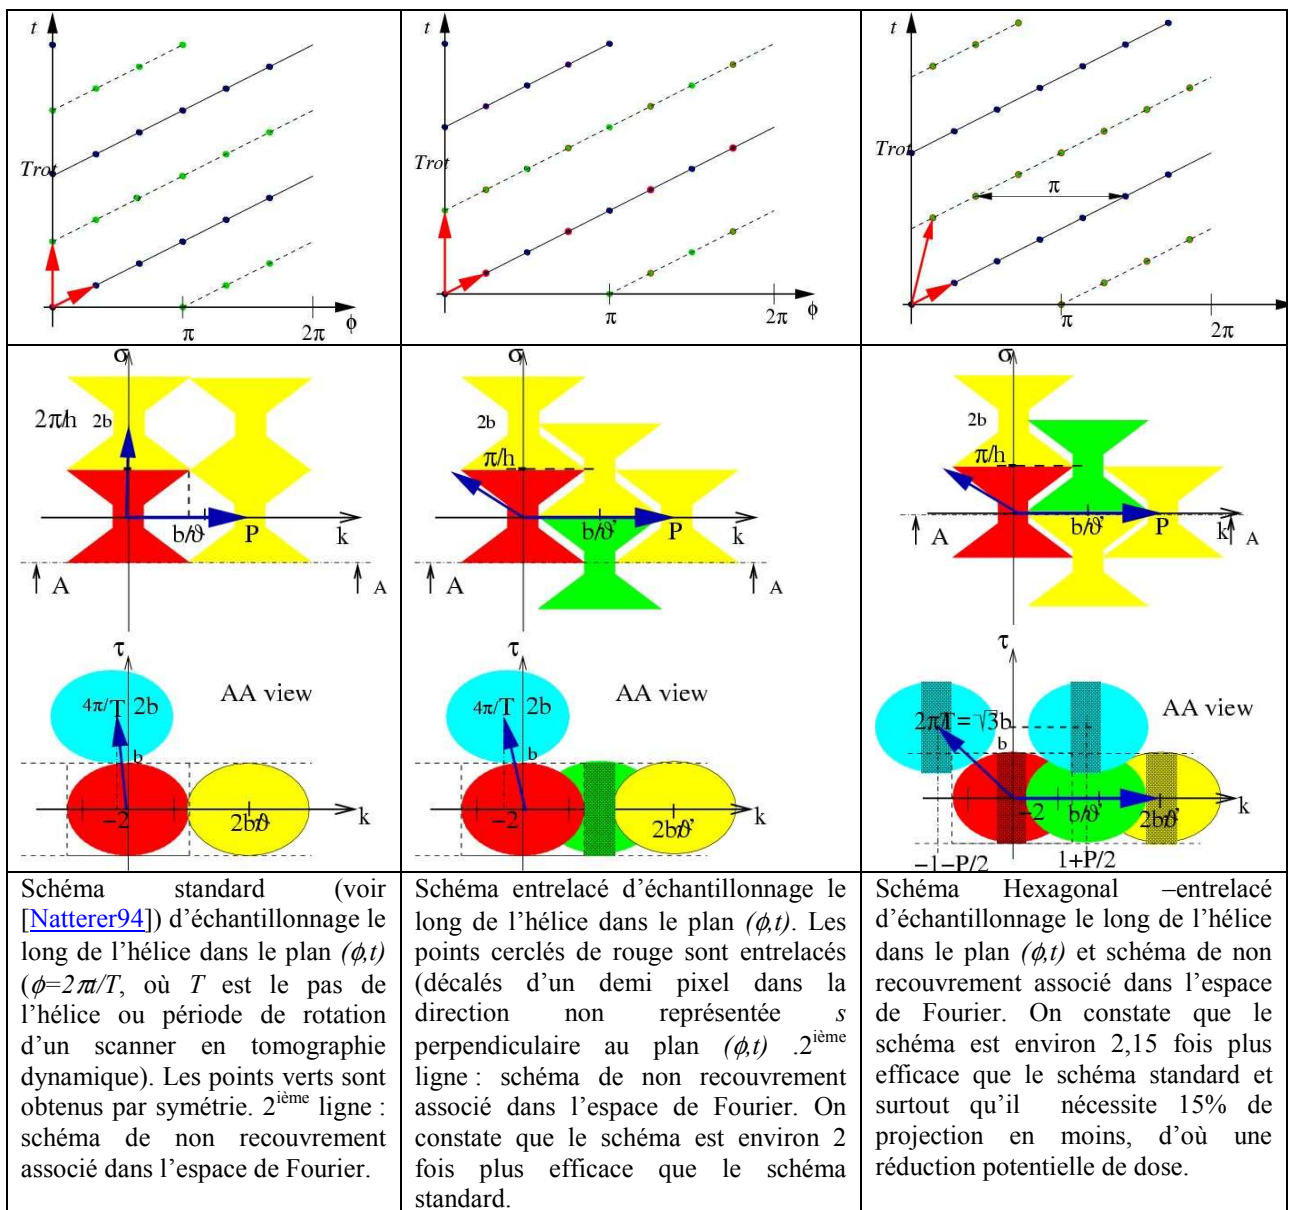 t
Trot
π
2π
ϕ
t
Trot
π
2π
ϕ
t
Trot
π
π
2π
σ
2π/h
2b
b/ϑ
P
k
A
A
τ
4π/T
2b
AA view
b
−2
2b/ϑ
k
σ
2b
π/h
b/ϑ'
P
k
A
A
τ
4π/T
2b
AA view
b
−2
2b/ϑ'
k
σ
2b
π/h
b/ϑ'
P
k
A
A
τ
2π/T=√3b
AA view
b
−2
b/ϑ'
2b/ϑ'
k
−1−P/2
1+P/2
Schéma standard (voir
[Natterer94]) d'échantillonnage le
long de l'hélice dans le plan (ϕ,t)
(ϕ=2πt/T, où T est le pas de
l'hélice ou période de rotation
d'un scanner en tomographie
dynamique). Les points verts sont
obtenus par symétrie. 2ième ligne :
schéma de non recouvrement
associé dans l'espace de Fourier.
Schéma entrelacé d'échantillonnage le
long de l'hélice dans le plan (ϕ,t). Les
points cerclés de rouge sont entrelacés
(décalés d'un demi pixel dans la
direction non représentée s
perpendiculaire au plan (ϕ,t) .2ième
ligne : schéma de non recouvrement
associé dans l'espace de Fourier. On
constate que le schéma est environ 2
fois plus efficace que le schéma
standard.
Schéma Hexagonal –entrelacé
d'échantillonnage le long de l'hélice
dans le plan (ϕ,t) et schéma de non
recouvrement associé dans l'espace
de Fourier. On constate que le
schéma est environ 2,15 fois plus
efficace que le schéma standard et
surtout qu'il nécessite 15% de
projection en moins, d'où une
réduction potentielle de dose.